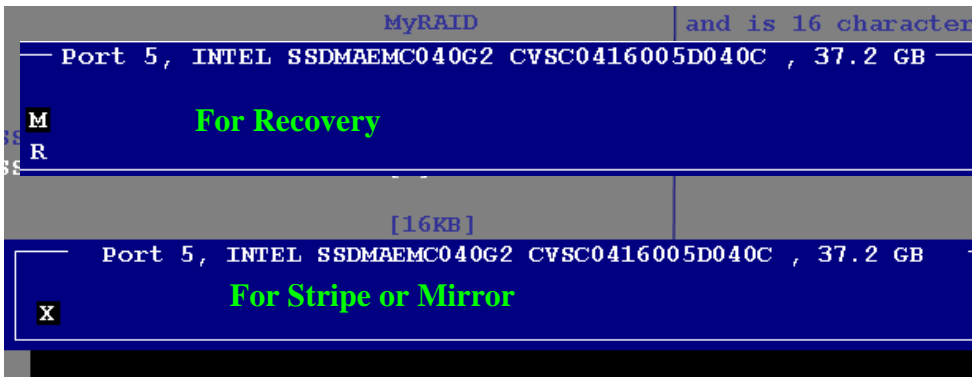 MyRAID and is 16 character
Port 5, INTEL SSDMAEMC040G2 CVSC0416005D040C , 37.2 GB
M For Recovery
R
[16KB]
Port 5, INTEL SSDMAEMC040G2 CVSC0416005D040C , 37.2 GB
For Stripe or Mirror
X